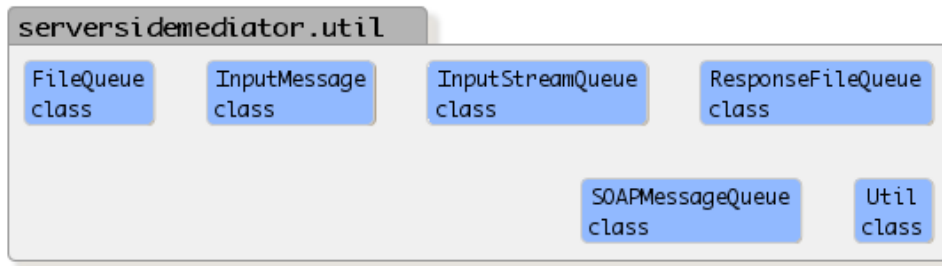 serversidemediator.util
FileQueue
class
InputMessage
class
InputStreamQueue
class
ResponseFileQueue
class
SOAPMessageQueue
class
Util
class